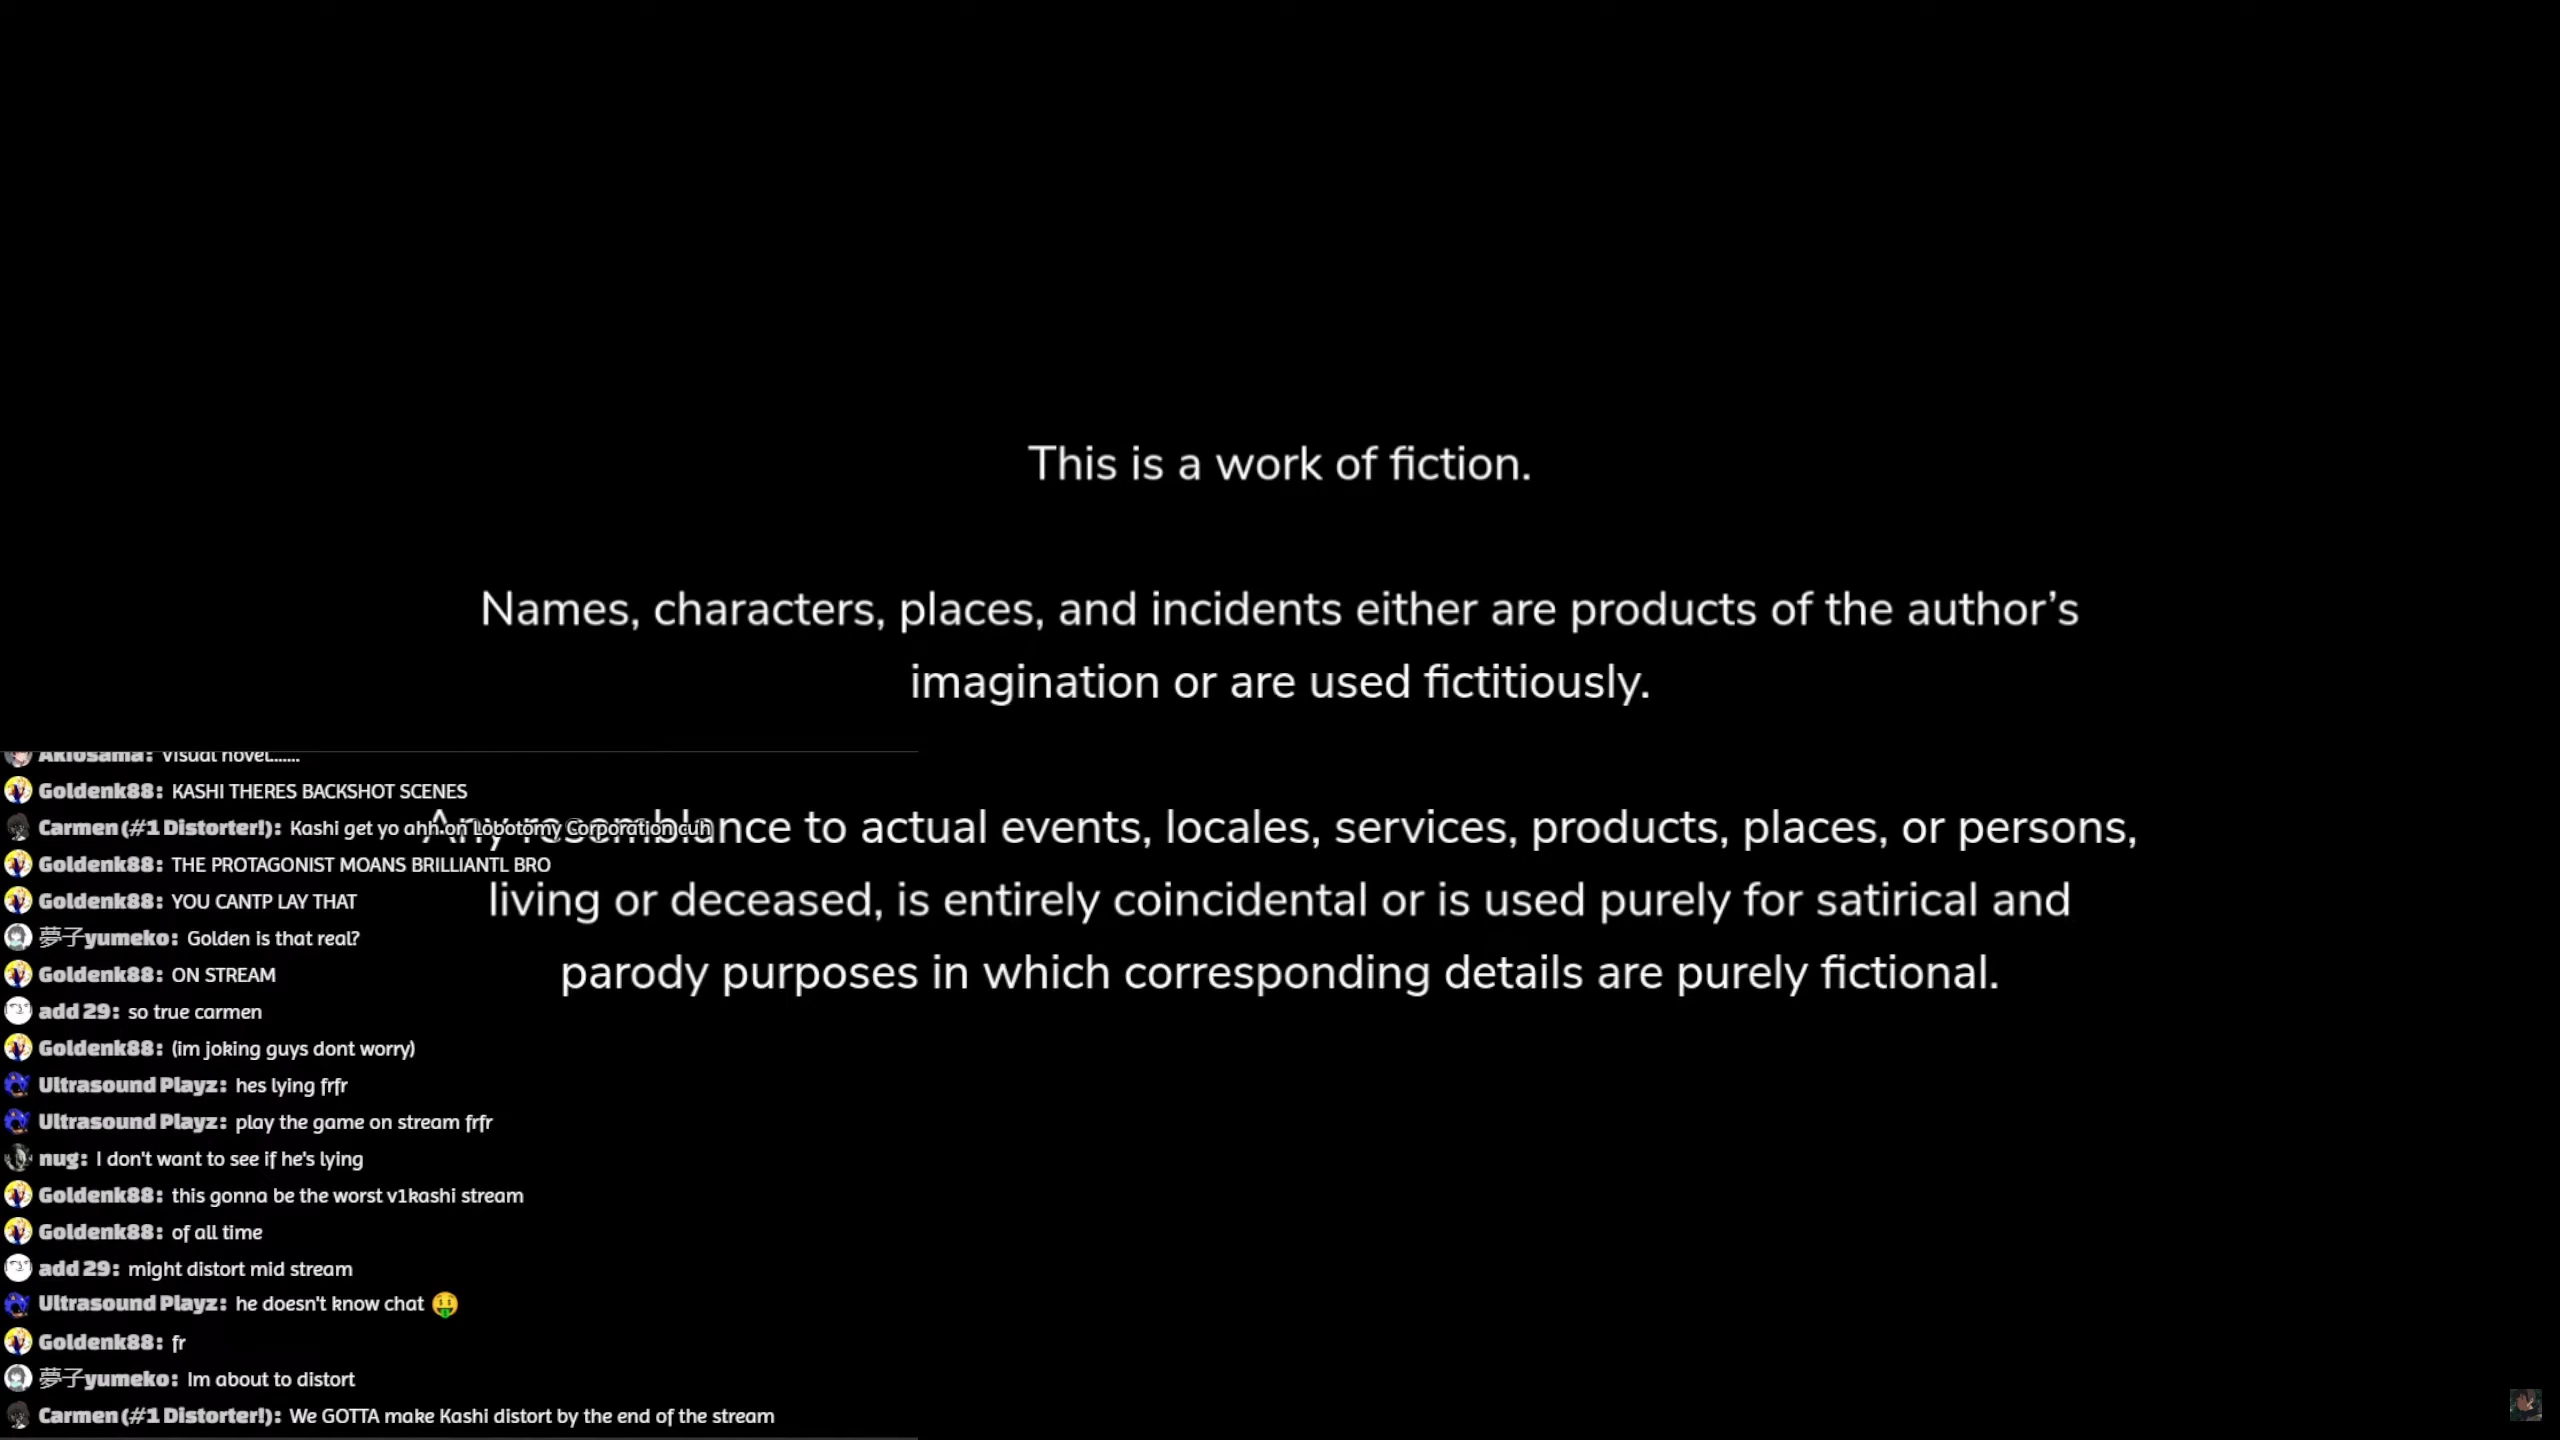 This is a work of fiction.
Names, characters, places, and incidents either are products of the author’s
imagination or are used fictitiously.
Any resemblance to actual events, locales, services, products, places, or persons,
living or deceased, is entirely coincidental or is used purely for satirical and
parody purposes in which corresponding details are purely fictional.
Akiosama: Visual novel.......
Goldenk88: KASHI THERES BACKSHOT SCENES
Carmen (#1 Distorter!): Kashi get yo ahh on Lobotomy Corporation cuh
Goldenk88: THE PROTAGONIST MOANS BRILLIANTL BRO
Goldenk88: YOU CANTP LAY THAT
夢子yumeko: Golden is that real?
Goldenk88: ON STREAM
add 29: so true carmen
Goldenk88: (im joking guys dont worry)
Ultrasound Playz: hes lying frfr
Ultrasound Playz: play the game on stream frfr
nug: I don't want to see if he's lying
Goldenk88: this gonna be the worst v1kashi stream
Goldenk88: of all time
add 29: might distort mid stream
Ultrasound Playz: he doesn't know chat 🤑
Goldenk88: fr
夢子yumeko: Im about to distort
Carmen (#1 Distorter!): We GOTTA make Kashi distort by the end of the stream